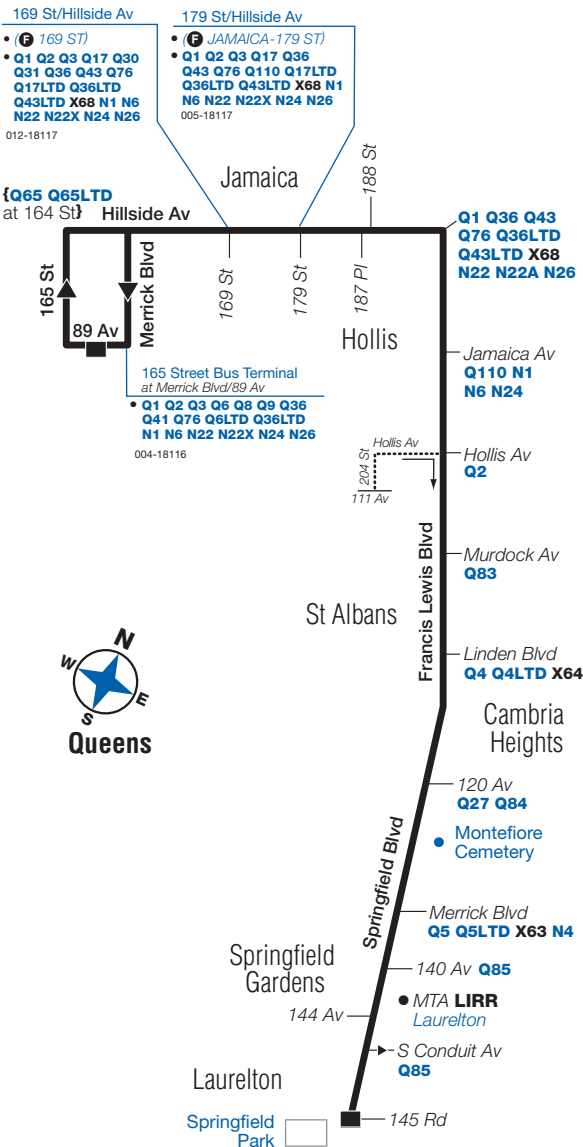 169 St/Hillside Av
• (F 169 ST)
• Q1 Q2 Q3 Q17 Q30
Q31 Q36 Q43 Q76
Q17LTD Q36LTD
Q43LTD X68 N1 N6
N22 N22X N24 N26
012-18117
179 St/Hillside Av
• (F JAMAICA-179 ST)
• Q1 Q2 Q3 Q17 Q36
Q43 Q76 Q110 Q17LTD
Q36LTD Q43LTD X68 N1
N6 N22 N22X N24 N26
005-18117
Jamaica
188 St
{Q65 Q65LTD
at 164 St}
Hillside Av
Q1 Q36 Q43
Q76 Q36LTD
Q43LTD X68
N22 N22A N26
165 St
Merrick Blvd
89 Av
169 St
179 St
187 Pl
Hollis
Jamaica Av
Q110 N1
N6 N24
165 Street Bus Terminal
at Merrick Blvd/89 Av
• Q1 Q2 Q3 Q6 Q8 Q9 Q36
Q41 Q76 Q6LTD Q36LTD
N1 N6 N22 N22X N24 N26
004-18116
Hollis Av
204 St
111 Av
Hollis Av
Q2
Francis Lewis Blvd
Murdock Av
Q83
St Albans
Linden Blvd
Q4 Q4LTD X64
N
W
E
S
Queens
Cambria
Heights
120 Av
Q27 Q84
Montefiore
Cemetery
Springfield Blvd
Merrick Blvd
Q5 Q5LTD X63 N4
Springfield
Gardens
140 Av Q85
MTA LIRR
Laurelton
144 Av
S Conduit Av
Q85
Laurelton
145 Rd
Springfield
Park